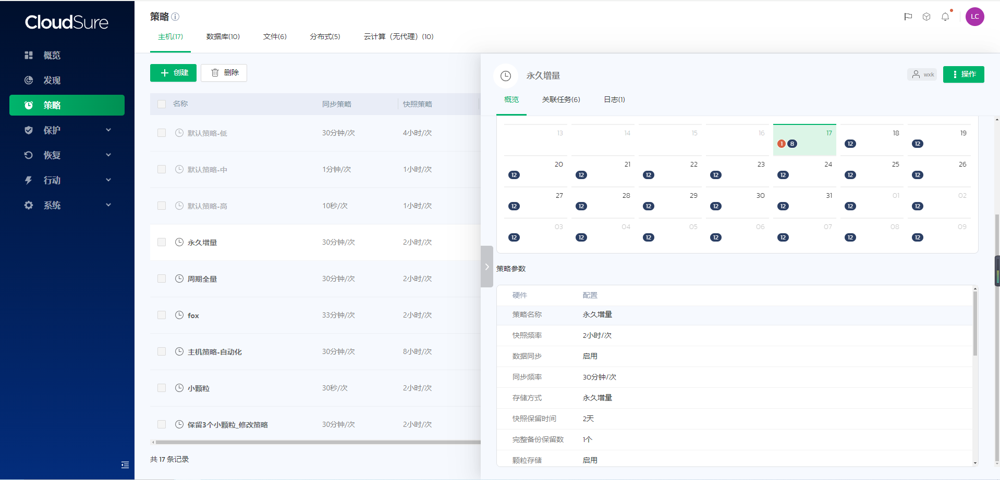 CloudSure
概览
发现
策略
保护
恢复
行动
系统
策略
LC
主机(17) 数据库(10) 文件(6) 分布式(5) 云计算（无代理）(10)
创建 删除
名称 同步策略 快照策略
默认策略-低 30分钟/次 4小时/次
默认策略-中 1分钟/次 1小时/次
默认策略-高 10秒/次 1小时/次
永久增量 30分钟/次 2小时/次
周期全量 30分钟/次 2小时/次
fox 33分钟/次 2小时/次
主机策略-自动化 30分钟/次 8小时/次
小颗粒 30秒/次 2小时/次
保留3个小颗粒_修改策略 30分钟/次 2小时/次
共 17 条记录
永久增量 wxk 操作
概览 关联任务(6) 日志(1)
13 14 15 16 17 18 19
1 8 12 12
20 21 22 23 24 25 26
12 12 12 12 12 12 12
27 28 29 30 31 01 02
12 12 12 12 12 12 12
03 04 05 06 07 08 09
12 12 12 12 12 12 12
策略参数
硬件 配置
策略名称 永久增量
快照频率 2小时/次
数据同步 启用
同步频率 30分钟/次
存储方式 永久增量
快照保留时间 2天
完整备份保留数 1个
颗粒存储 启用